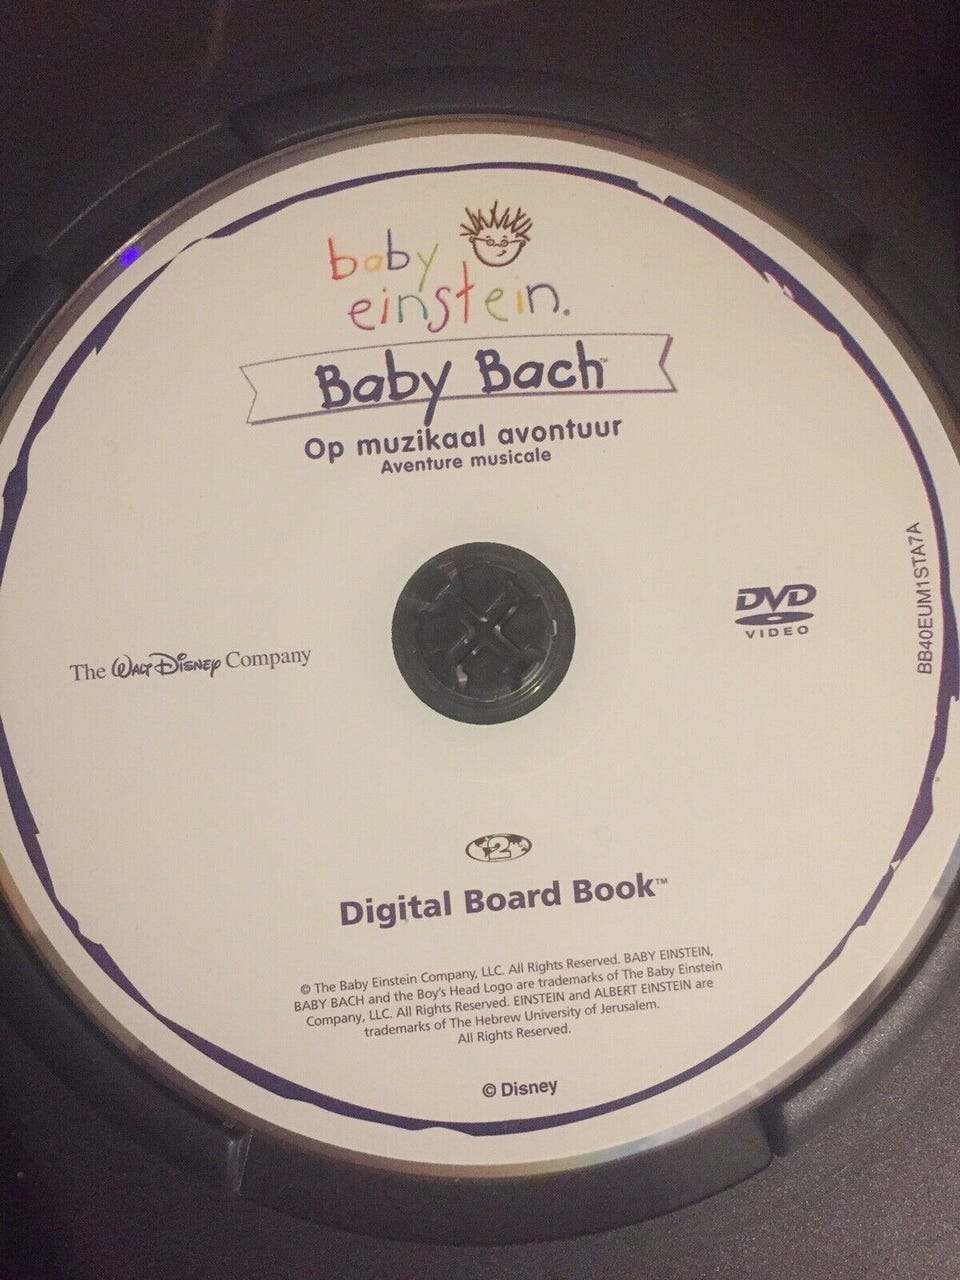 baby
einstein.
Baby Bach™
Op muzikaal avontuur
Aventure musicale
The WALT DISNEY Company
DVD
VIDEO
BB40EUM1STA7A
2
Digital Board Book™
© The Baby Einstein Company, LLC. All Rights Reserved. BABY EINSTEIN,
BABY BACH and the Boy's Head Logo are trademarks of The Baby Einstein
Company, LLC. All Rights Reserved. EINSTEIN and ALBERT EINSTEIN are
trademarks of The Hebrew University of Jerusalem.
All Rights Reserved.
© Disney